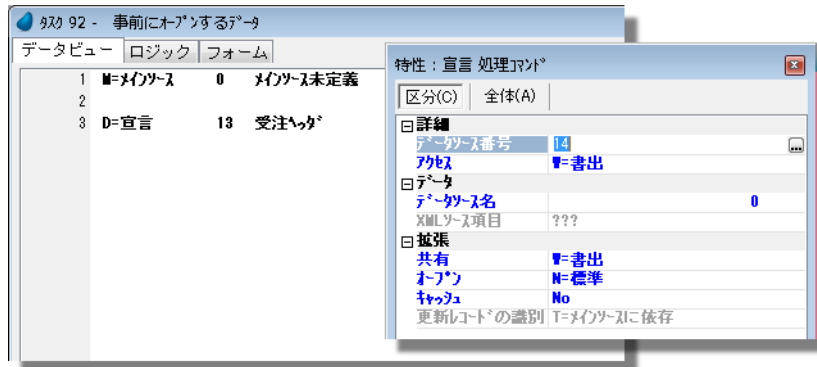 ﾀｽｸ 92 - 事前にｵｰﾌﾟﾝするﾃﾞｰﾀ
データビュー ロジック フォーム
1 M=ﾒｲﾝｿｰｽ 0 ﾒｲﾝｿｰｽ未定義
2
3 D=宣言 13 受注ﾍｯﾀﾞ
特性：宣言 処理ｺﾏﾝﾄﾞ
区分(C) 全体(A)
詳細
ﾃﾞｰﾀｿｰｽ番号 14 ...
ｱｸｾｽ W=書出
ﾃﾞｰﾀ
ﾃﾞｰﾀｿｰｽ名 0
XMLｿｰｽ項目 ???
拡張
共有 W=書出
ｵｰﾌﾟﾝ N=標準
ｷｬｯｼｭ No
更新ﾚｺｰﾄﾞの識別 T=ﾒｲﾝｿｰｽに依存